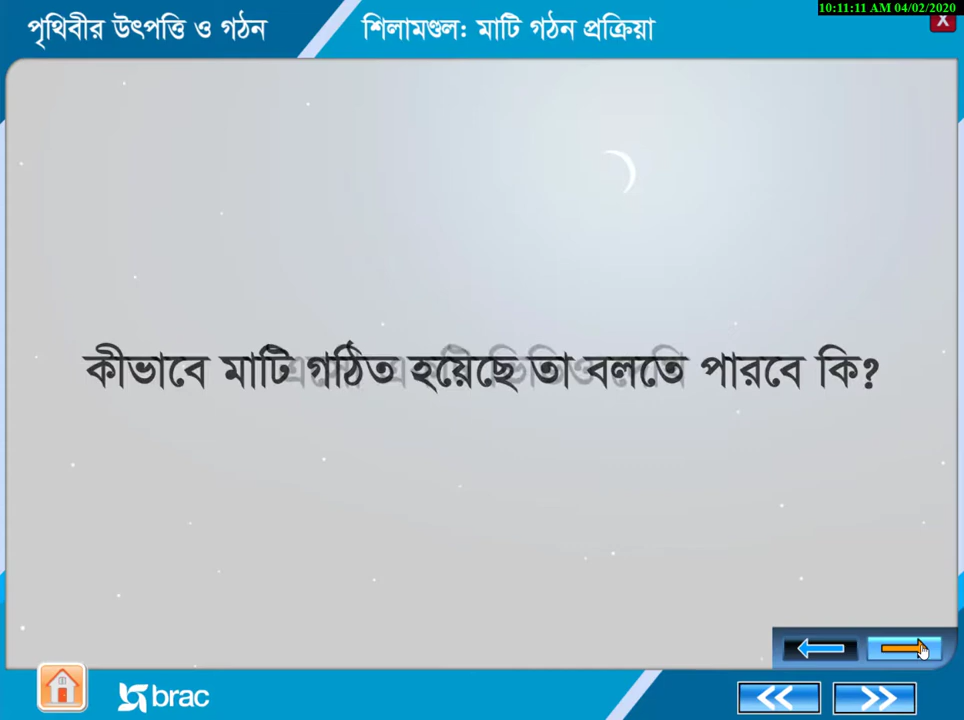 10:11:11 AM 04/02/2020
পৃথিবীর উৎপত্তি ও গঠন
শিলামণ্ডল: মাটি গঠন প্রক্রিয়া
X
কীভাবে মাটি গঠিত হয়েছে তা বলতে পারবে কি?
brac